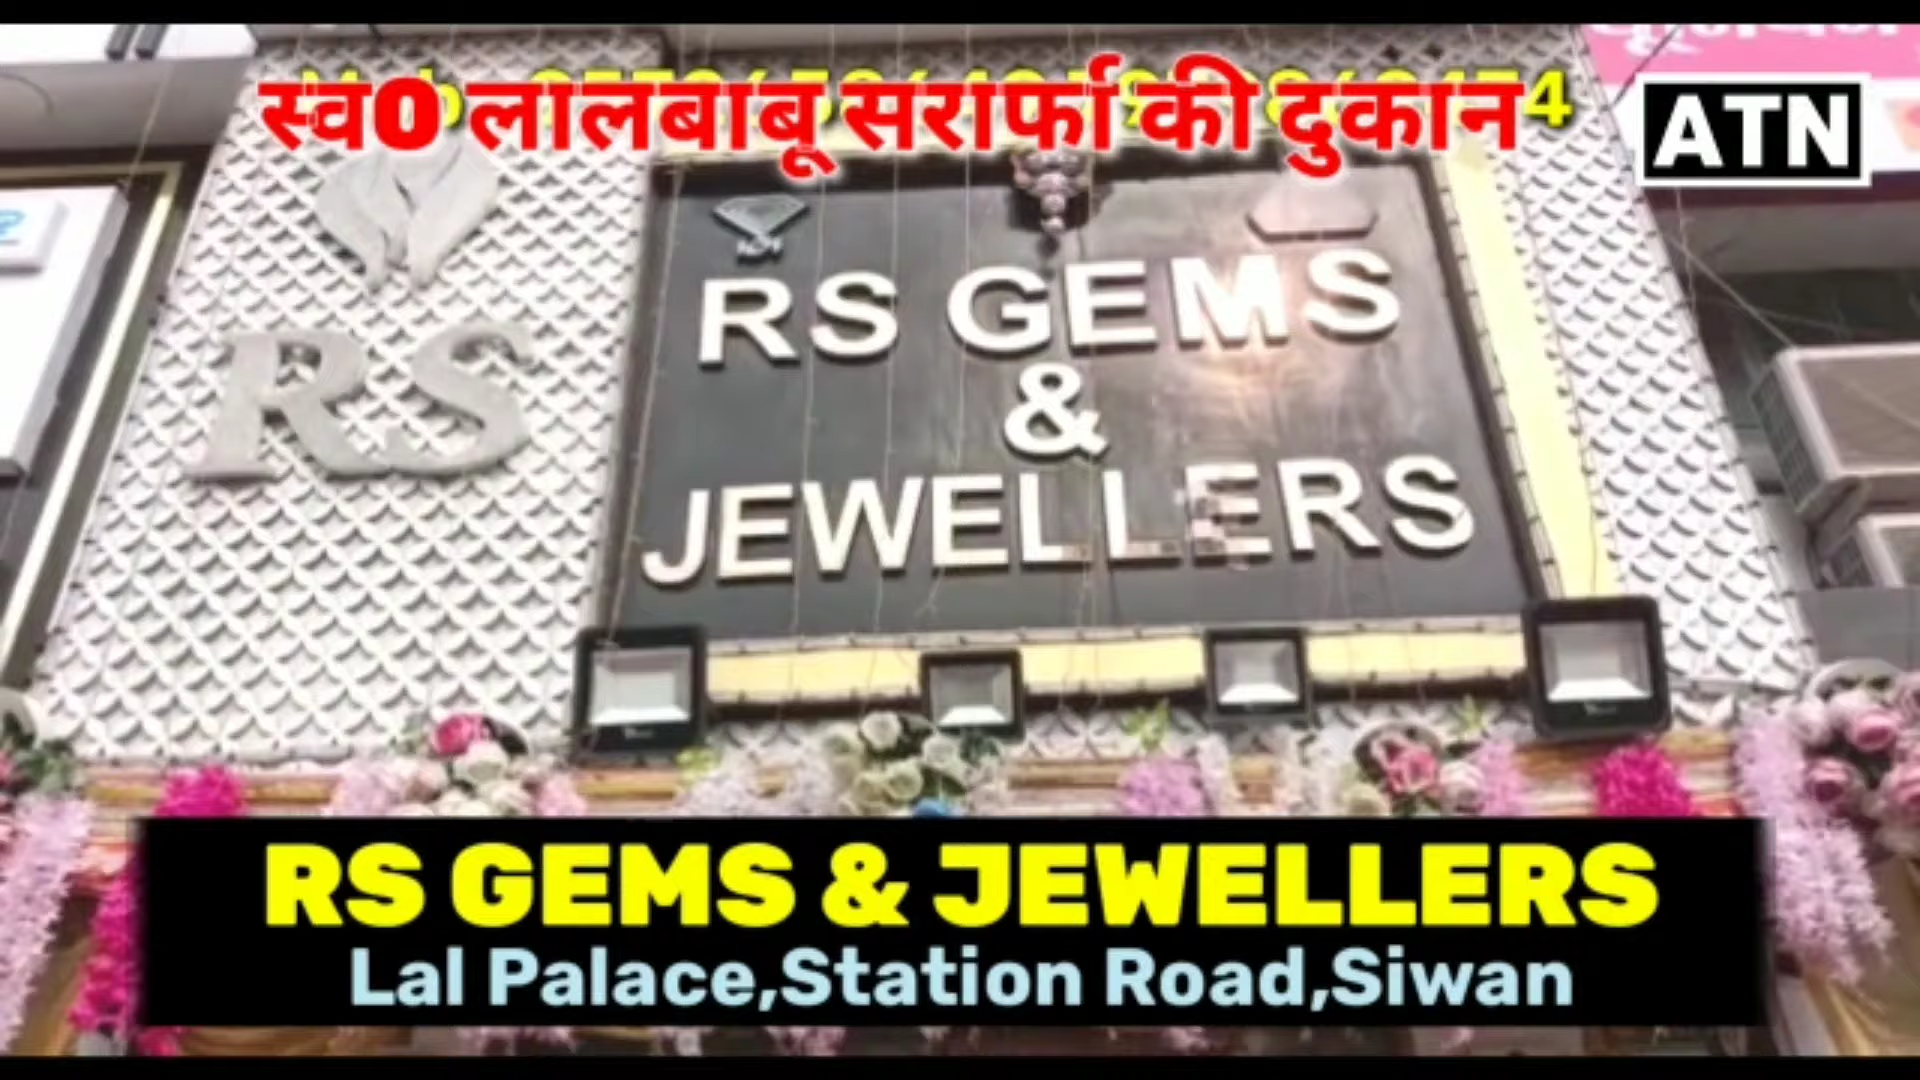 स्व0 लालबाबू सरार्फा की दुकान
ATN
RS GEMS
&
JEWELLERS
RS
RS GEMS & JEWELLERS
Lal Palace,Station Road,Siwan